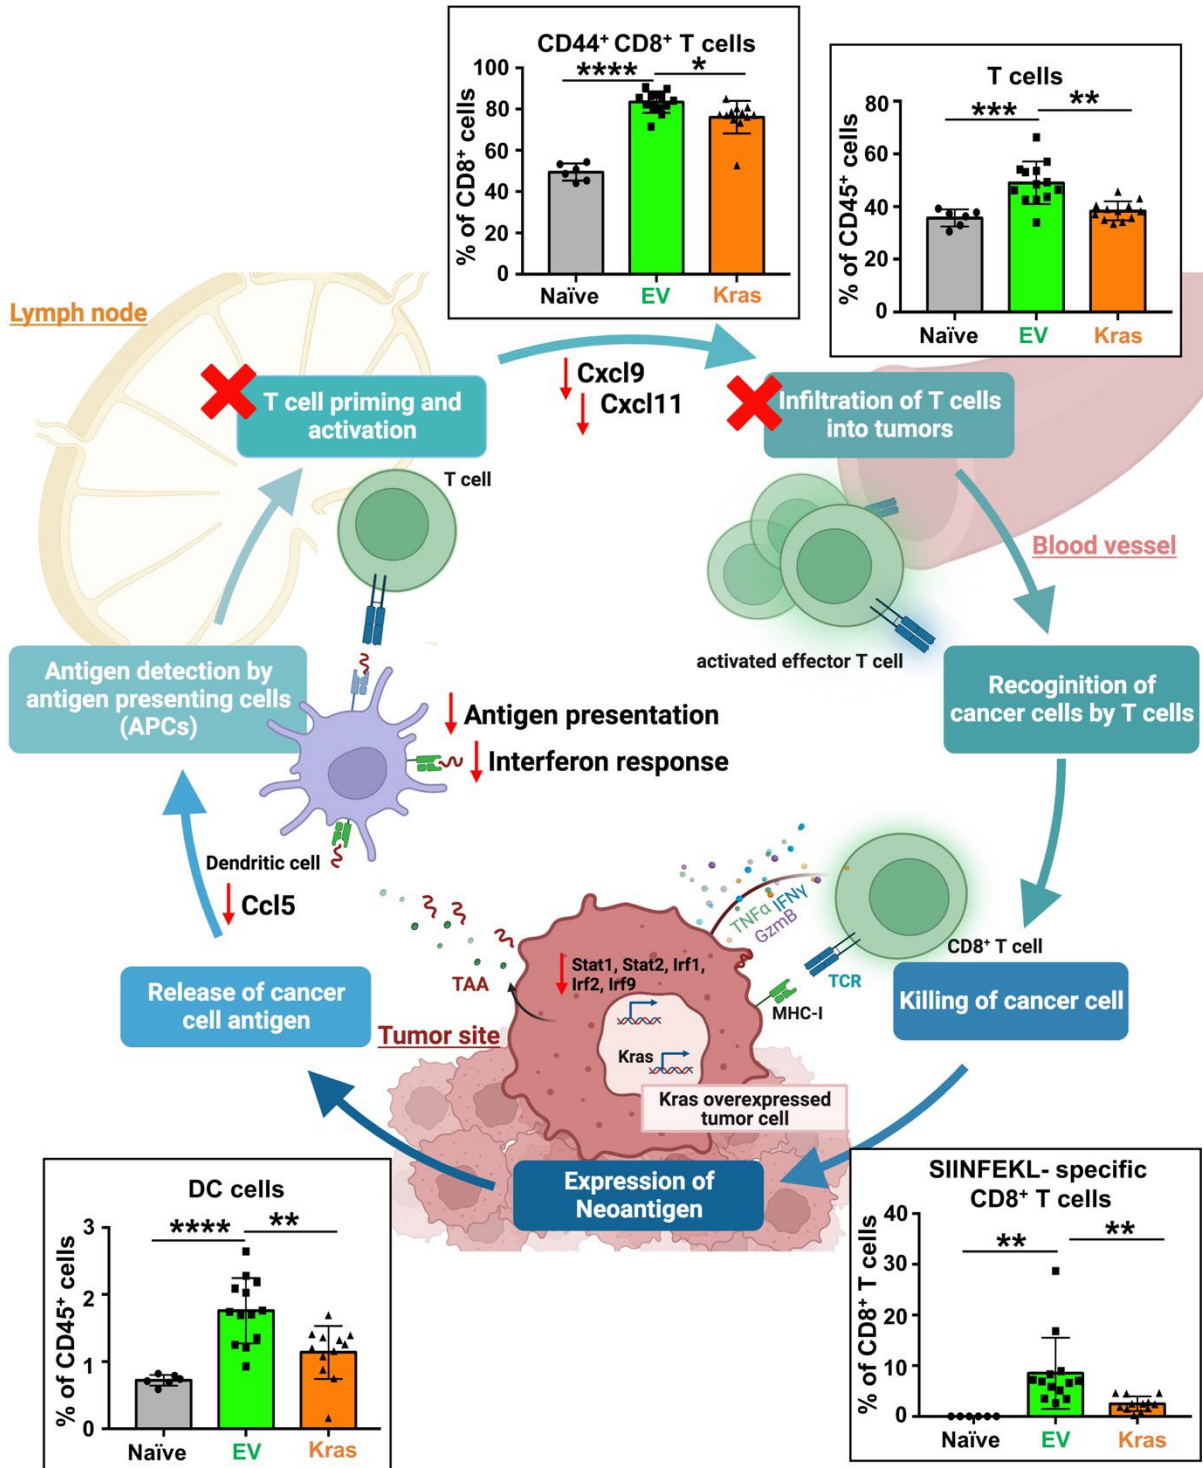 CD44⁺ CD8⁺ T cells
**** *
% of CD8⁺ cells
100
80
60
40
20
0
Naïve EV Kras
T cells
*** **
% of CD45⁺ cells
80
60
40
20
0
Naïve EV Kras
Lymph node
T cell priming and
activation
Cxcl9
Cxcl11
Infiltration of T cells
into tumors
T cell
Blood vessel
activated effector T cell
Antigen detection by
antigen presenting cells
(APCs)
Antigen presentation
Interferon response
Recoginition of
cancer cells by T cells
Dendritic cell
Ccl5
TNFα IFNγ
GzmB
CD8⁺ T cell
TCR
MHC-I
Killing of cancer cell
Release of cancer
cell antigen
TAA
Stat1, Stat2, Irf1,
Irf2, Irf9
Tumor site
Kras
Kras overexpressed
tumor cell
Expression of
Neoantigen
DC cells
**** **
% of CD45⁺ cells
3
2
1
0
Naïve EV Kras
SIINFEKL- specific
CD8⁺ T cells
** **
% of CD8⁺ T cells
40
30
20
10
0
Naïve EV Kras